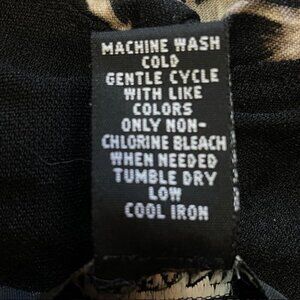 MACHINE WASH
COLD
GENTLE CYCLE
WITH LIKE
COLORS
ONLY NON-
CHLORINE BLEACH
WHEN NEEDED
TUMBLE DRY
LOW
COOL IRON